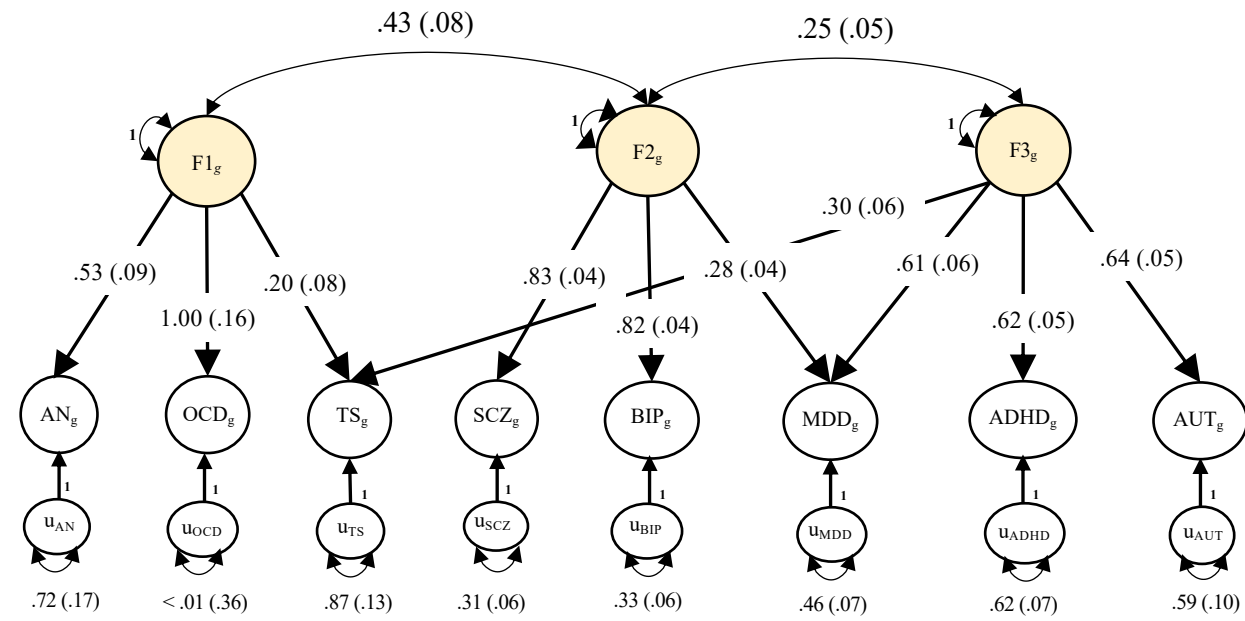 .43 (.08)
.25 (.05)
1
F1g
1
F2g
1
F3g
.30 (.06)
.53 (.09)
.20 (.08)
.83 (.04)
.28 (.04)
.61 (.06)
.64 (.05)
1.00 (.16)
.82 (.04)
.62 (.05)
ANg
OCDg
TSg
SCZg
BIPg
MDDg
ADHDg
AUTg
1
1
1
1
1
1
1
1
uAN
uOCD
uTS
uSCZ
uBIP
uMDD
uADHD
uAUT
.72 (.17)
< .01 (.36)
.87 (.13)
.31 (.06)
.33 (.06)
.46 (.07)
.62 (.07)
.59 (.10)